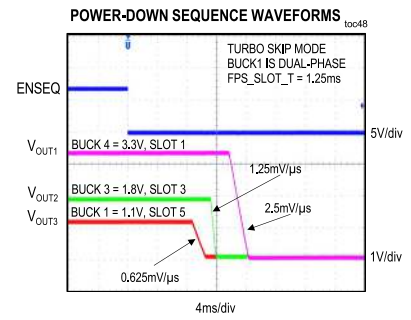 POWER-DOWN SEQUENCE WAVEFORMS
toc48
TURBO SKIP MODE
BUCK1 IS DUAL-PHASE
FPS_SLOT_T = 1.25ms
ENSEQ
5V/div
BUCK 4 = 3.3V, SLOT 1
VOUT1
1.25mV/µs
BUCK 3 = 1.8V, SLOT 3
VOUT2
BUCK 1 = 1.1V, SLOT 5
VOUT3
2.5mV/µs
0.625mV/µs
1V/div
4ms/div